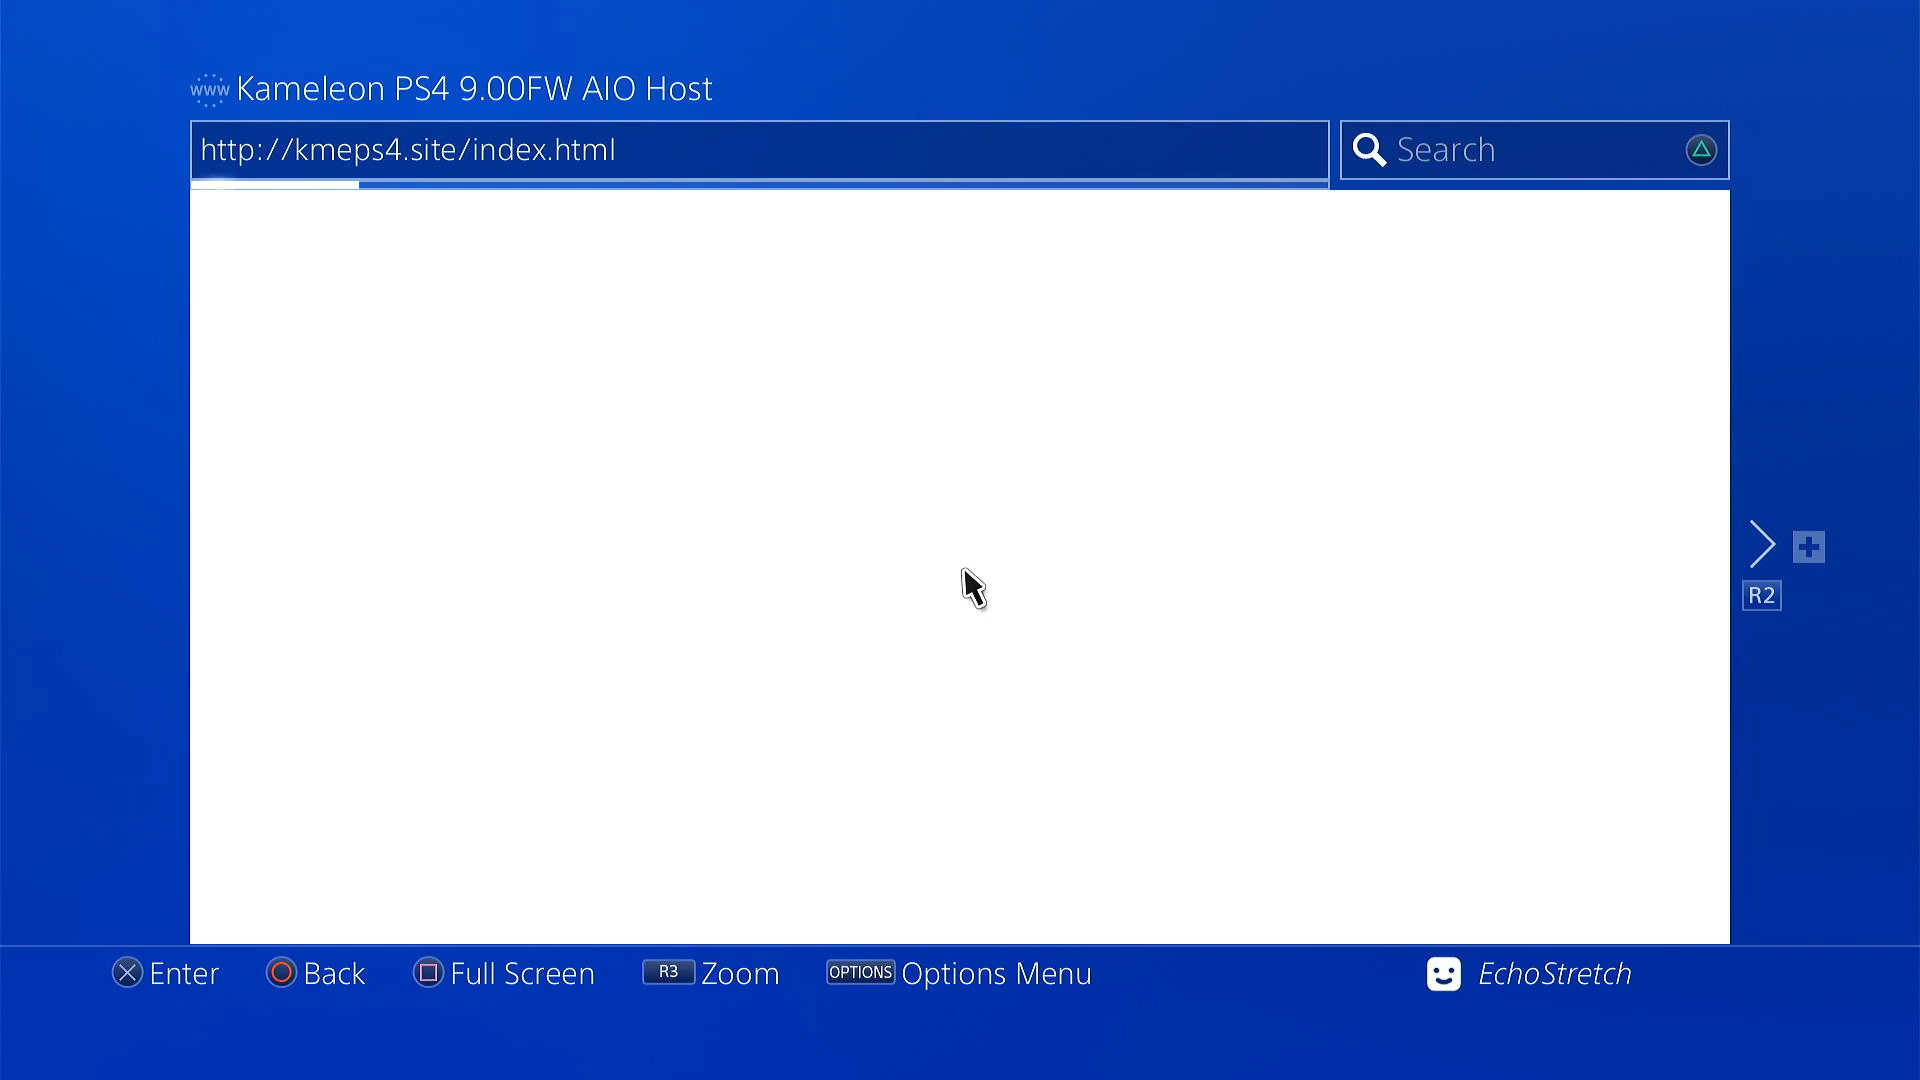 www Kameleon PS4 9.00FW AIO Host
http://kmeps4.site/index.html Search
R2
Enter Back Full Screen R3 Zoom OPTIONS Options Menu EchoStretch